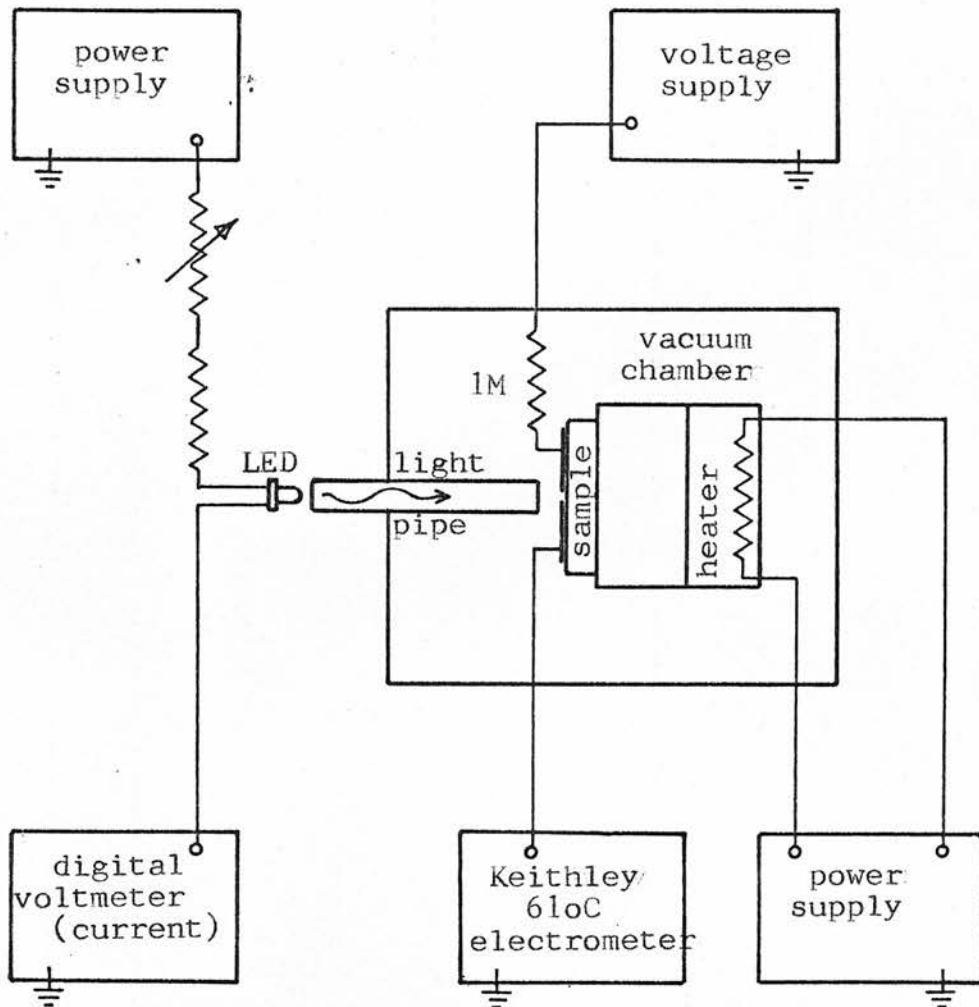 power
supply
voltage
supply
vacuum
chamber
1M
LED
light
pipe
sample
heater
digital
voltmeter
(current)
Keithley
61oC
electrometer
power
supply